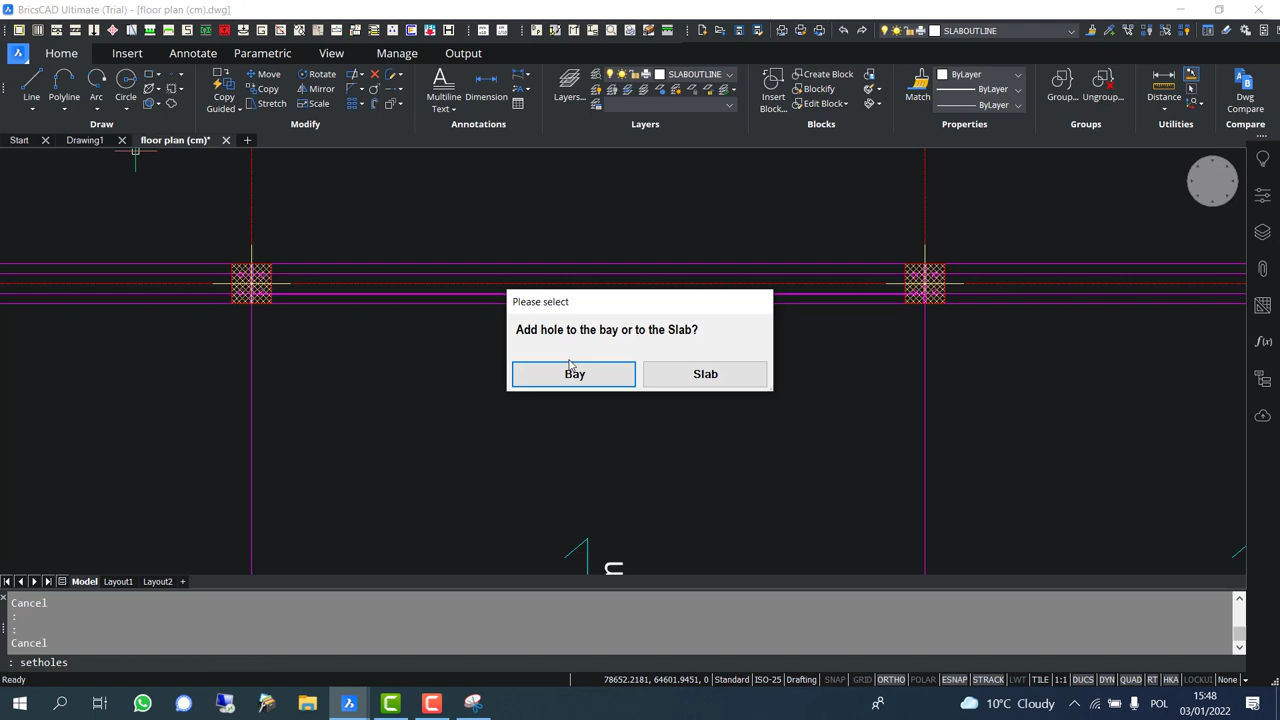 BricsCAD Ultimate (Trial) - [floor plan (cm).dwg]
SLABOUTLINE
Home Insert Annotate Parametric View Manage Output
Line Polyline Arc Circle
Draw
Copy Guided... Move Copy Stretch Rotate Mirror Scale
Modify
Multiline Text... Dimension
Annotations
Layers... SLABOUTLINE
Layers
Insert Block... Create Block Blockify Edit Block
Blocks
Match ByLayer ByLayer ByLayer
Properties
Group... Ungroup...
Groups
Distance
Utilities
Dwg Compare
Compare
Start Drawing1 floor plan (cm)*
Please select
Add hole to the bay or to the Slab?
Bay Slab
Model Layout1 Layout2 +
Cancel
:
:
Cancel
: setholes
Ready 78652.2181, 64601.9451, 0 Standard ISO-25 Drafting SNAP GRID ORTHO POLAR ESNAP STRACK LWT TILE 1:1 DUCS DYN QUAD RT HKA LOCKUI None
10°C Cloudy POL 15:48
03/01/2022